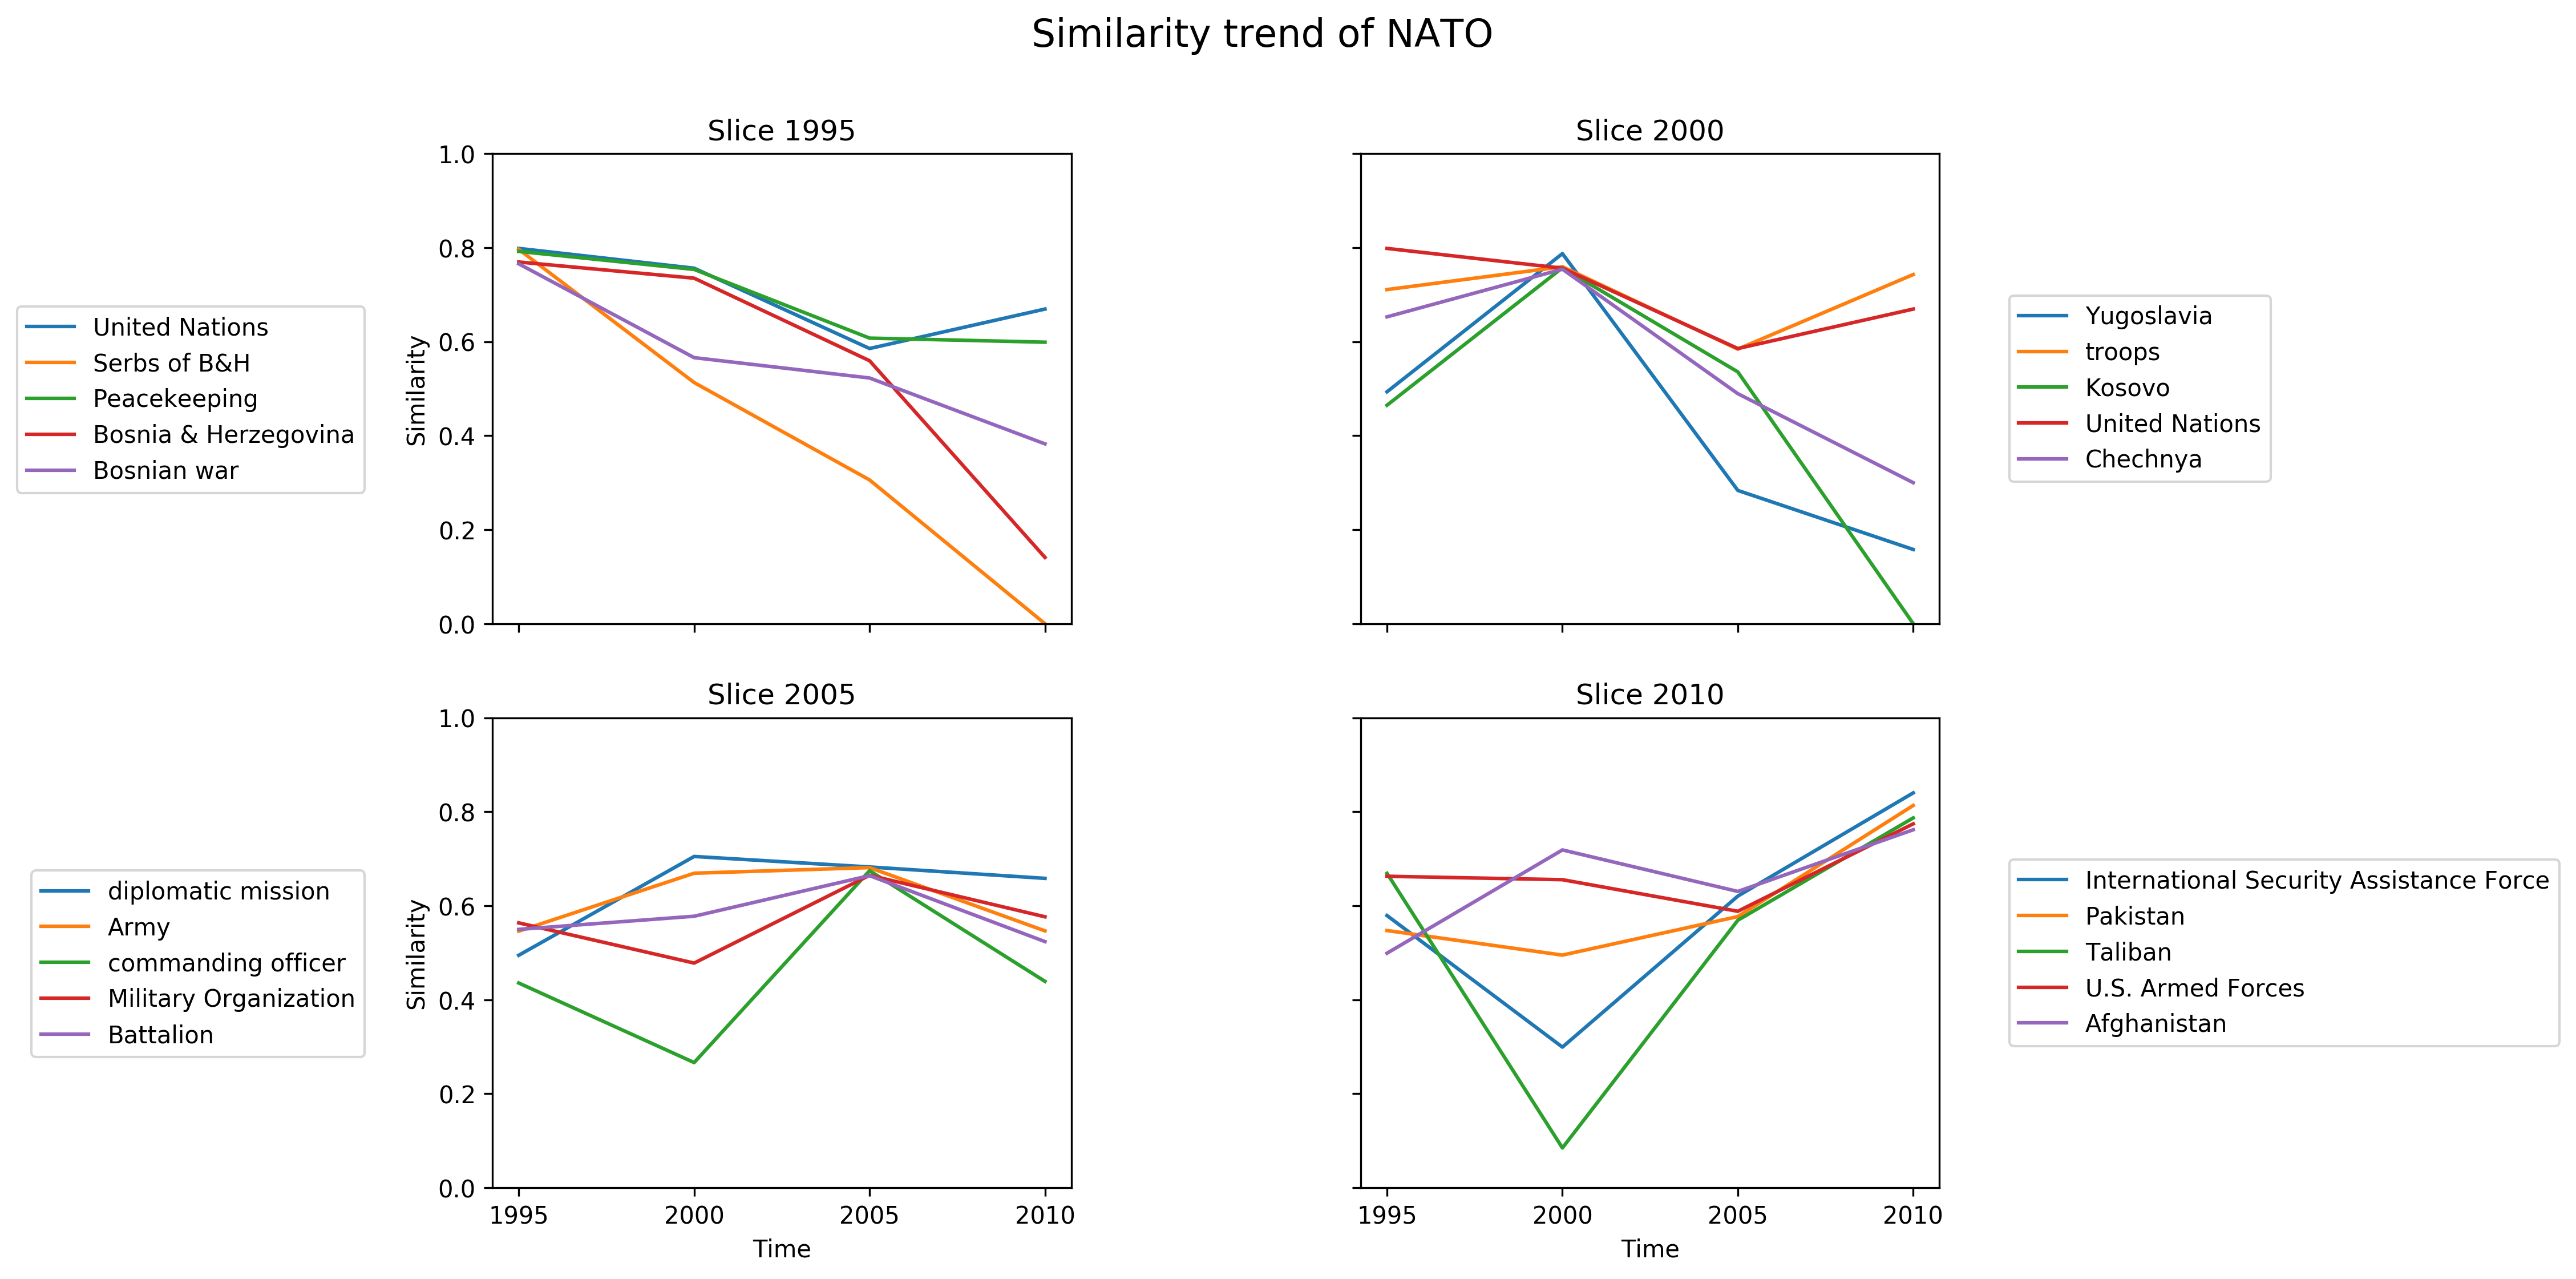 Similarity trend of NATO
Slice 1995
1.0
0.8
0.6
0.4
0.2
0.0
Similarity
United Nations
Serbs of B&H
Peacekeeping
Bosnia & Herzegovina
Bosnian war
Slice 2000
Yugoslavia
troops
Kosovo
United Nations
Chechnya
Slice 2005
1.0
0.8
0.6
0.4
0.2
0.0
Similarity
diplomatic mission
Army
commanding officer
Military Organization
Battalion
1995 2000 2005 2010
Time
Slice 2010
International Security Assistance Force
Pakistan
Taliban
U.S. Armed Forces
Afghanistan
1995 2000 2005 2010
Time